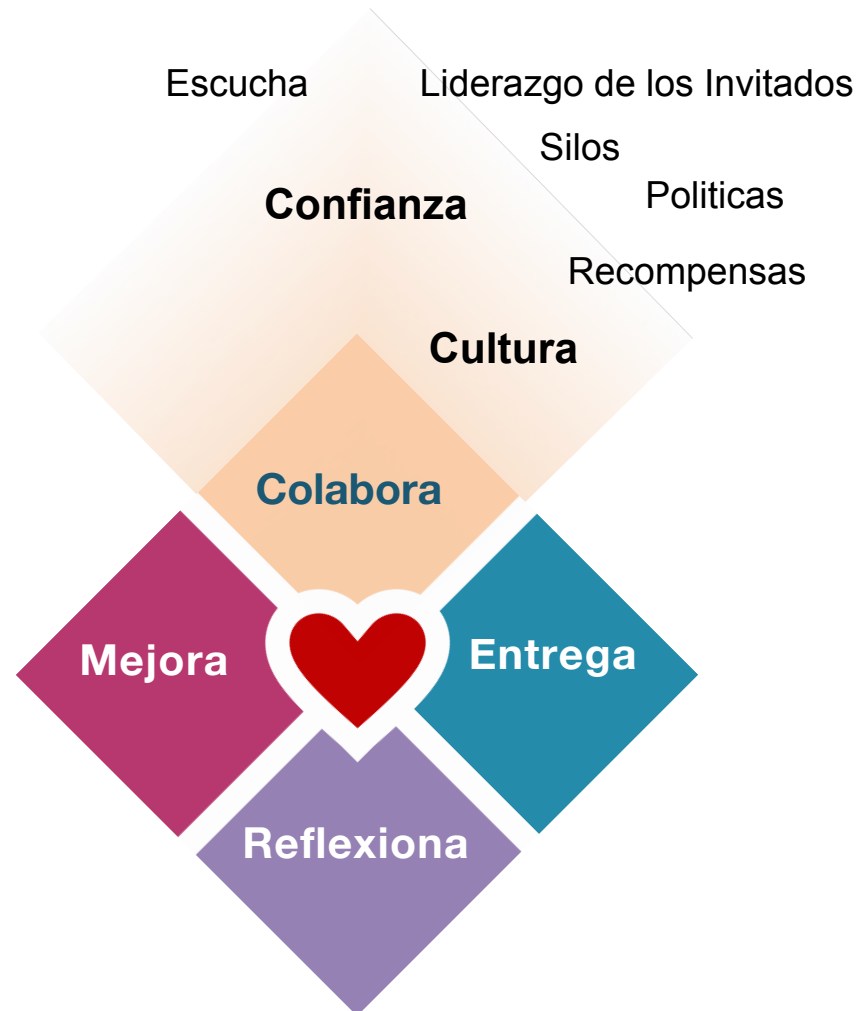 Escucha
Liderazgo de los Invitados
Silos
Politicas
Confianza
Recompensas
Cultura
Colabora
Mejora
Entrega
Reflexiona